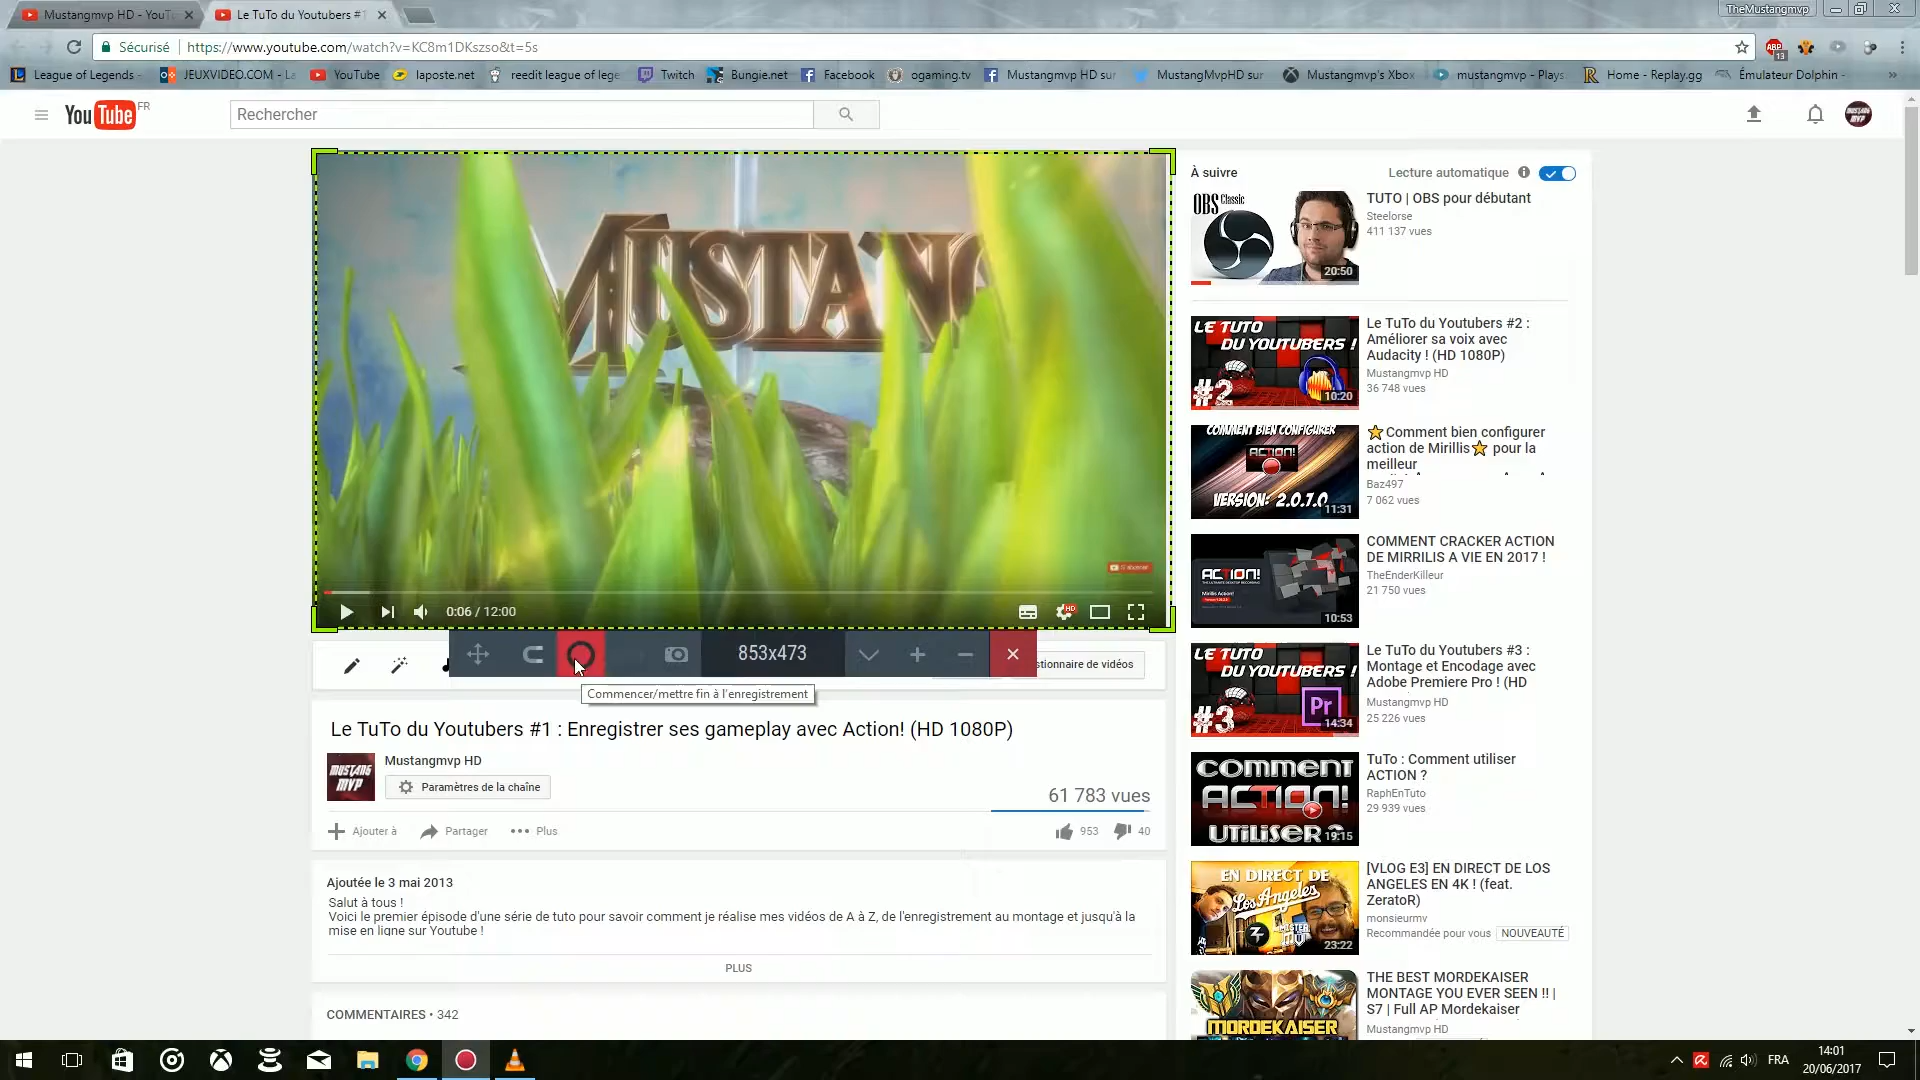 Mustangmvp HD - YouT
Le TuTo du Youtubers #1
TheMustangmvp
Sécurisé
https://www.youtube.com/watch?v=KC8m1DKszso&t=5s
ABP
13
League of Legends -
JEUXVIDEO.COM - La
YouTube
laposte.net
reedit league of lege
Twitch
Bungie.net
Facebook
ogaming.tv
Mustangmvp HD sur
MustangMvpHD sur
Mustangmvp's Xbox
mustangmvp - Plays
Home - Replay.gg
Émulateur Dolphin -
YouTube FR
Rechercher
MUSTANG
0:06 / 12:00
HD
853x473
stionnaire de vidéos
Commencer/mettre fin à l'enregistrement
Le TuTo du Youtubers #1 : Enregistrer ses gameplay avec Action! (HD 1080P)
MUSTANG
MVP
Mustangmvp HD
Paramètres de la chaîne
61 783 vues
Ajouter à
Partager
Plus
953
40
Ajoutée le 3 mai 2013
Salut à tous !
Voici le premier épisode d'une série de tuto pour savoir comment je réalise mes vidéos de A à Z, de l'enregistrement au montage et jusqu'à la
mise en ligne sur Youtube !
PLUS
COMMENTAIRES • 342
À suivre
Lecture automatique
OBS Classic
20:50
TUTO | OBS pour débutant
Steelorse
411 137 vues
LE TUTO
DU YOUTUBERS !
#2
10:20
Le TuTo du Youtubers #2 :
Améliorer sa voix avec
Audacity ! (HD 1080P)
Mustangmvp HD
36 748 vues
COMMENT BIEN CONFIGURER
ACTION!
VERSION: 2.0.7.0
11:31
⭐Comment bien configurer
action de Mirillis⭐ pour la
meilleur
Baz497
7 062 vues
ACTION!
10:53
COMMENT CRACKER ACTION
DE MIRRILIS A VIE EN 2017 !
TheEnderKilleur
21 750 vues
LE TUTO
DU YOUTUBERS !
#3
Pr
14:34
Le TuTo du Youtubers #3 :
Montage et Encodage avec
Adobe Premiere Pro ! (HD
Mustangmvp HD
25 226 vues
COMMENT
ACTION!
UTILISER ?
19:15
TuTo : Comment utiliser
ACTION ?
RaphEnTuto
29 939 vues
EN DIRECT DE
Los Angeles
23:22
[VLOG E3] EN DIRECT DE LOS
ANGELES EN 4K ! (feat.
ZeratoR)
monsieurmv
Recommandée pour vous
NOUVEAUTÉ
MORDEKAISER
THE BEST MORDEKAISER
MONTAGE YOU EVER SEEN !! |
S7 | Full AP Mordekaiser
Mustangmvp HD
FRA
14:01
20/06/2017